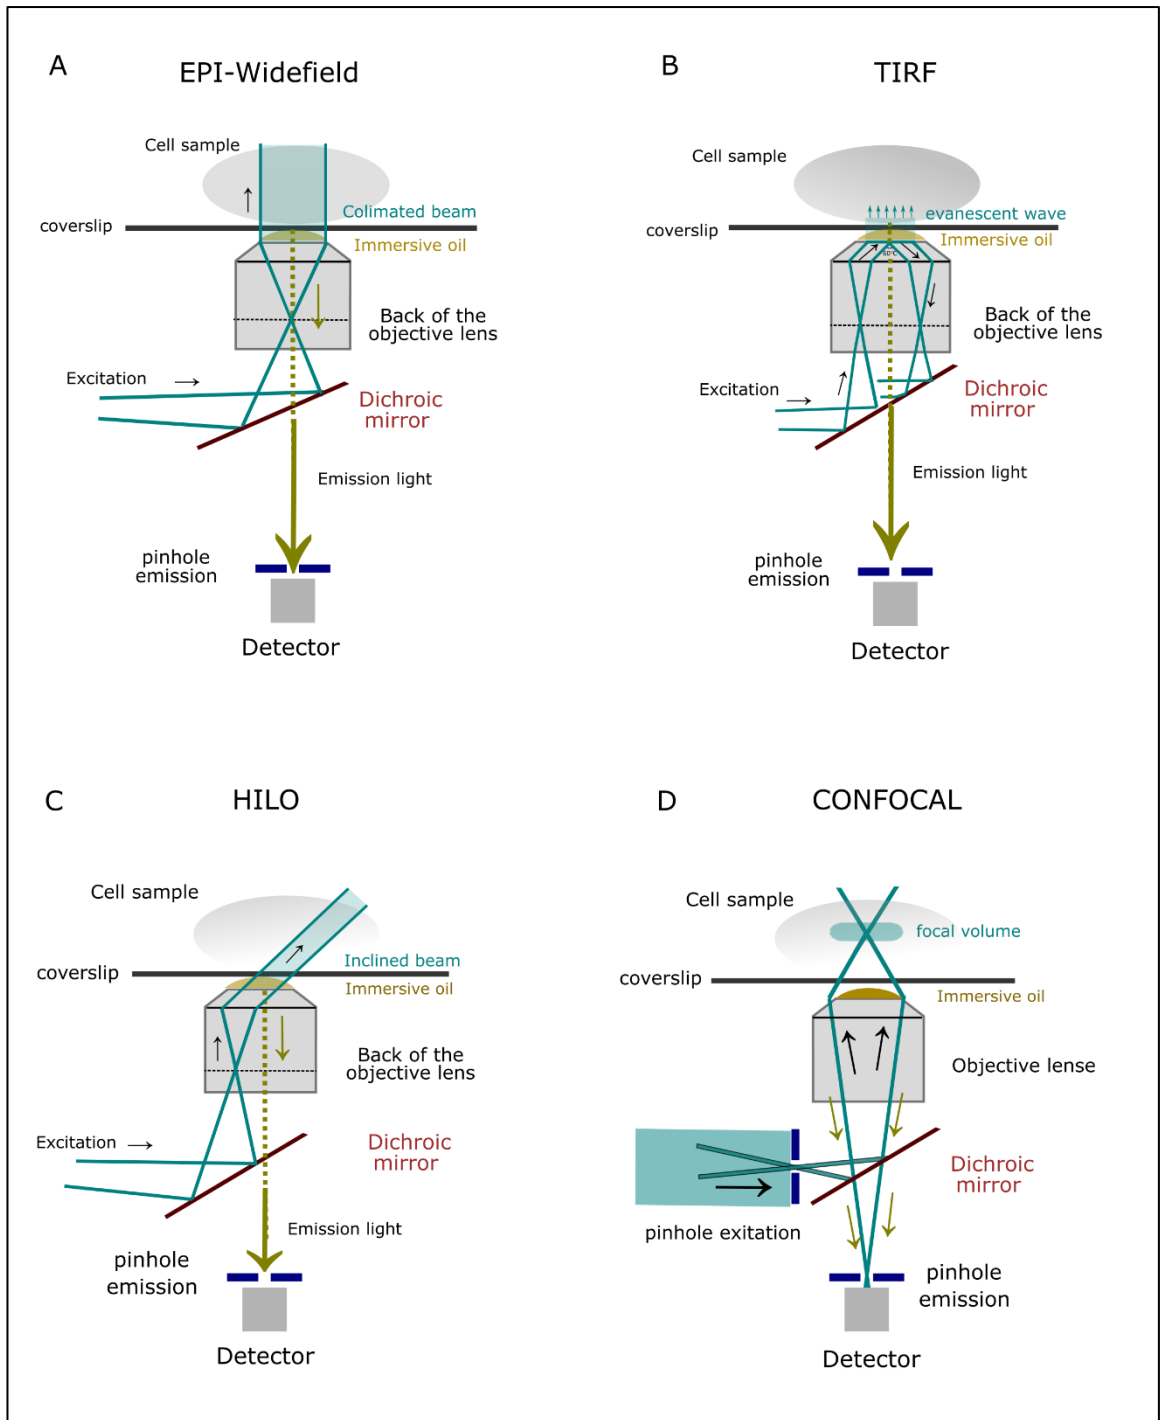 A
EPI-Widefield
Cell sample
coverslip
Colimated beam
Immersive oil
Back of the
objective lens
Excitation
Dichroic
mirror
Emission light
pinhole
emission
Detector
B
TIRF
Cell sample
coverslip
evanescent wave
Immersive oil
Back of the
objective lens
Excitation
Dichroic
mirror
Emission light
pinhole
emission
Detector
C
HILO
Cell sample
coverslip
Inclined beam
Immersive oil
Back of the
objective lens
Excitation
Dichroic
mirror
Emission light
pinhole
emission
Detector
D
CONFOCAL
Cell sample
focal volume
coverslip
Immersive oil
Objective lense
Dichroic
mirror
pinhole exitation
pinhole
emission
Detector